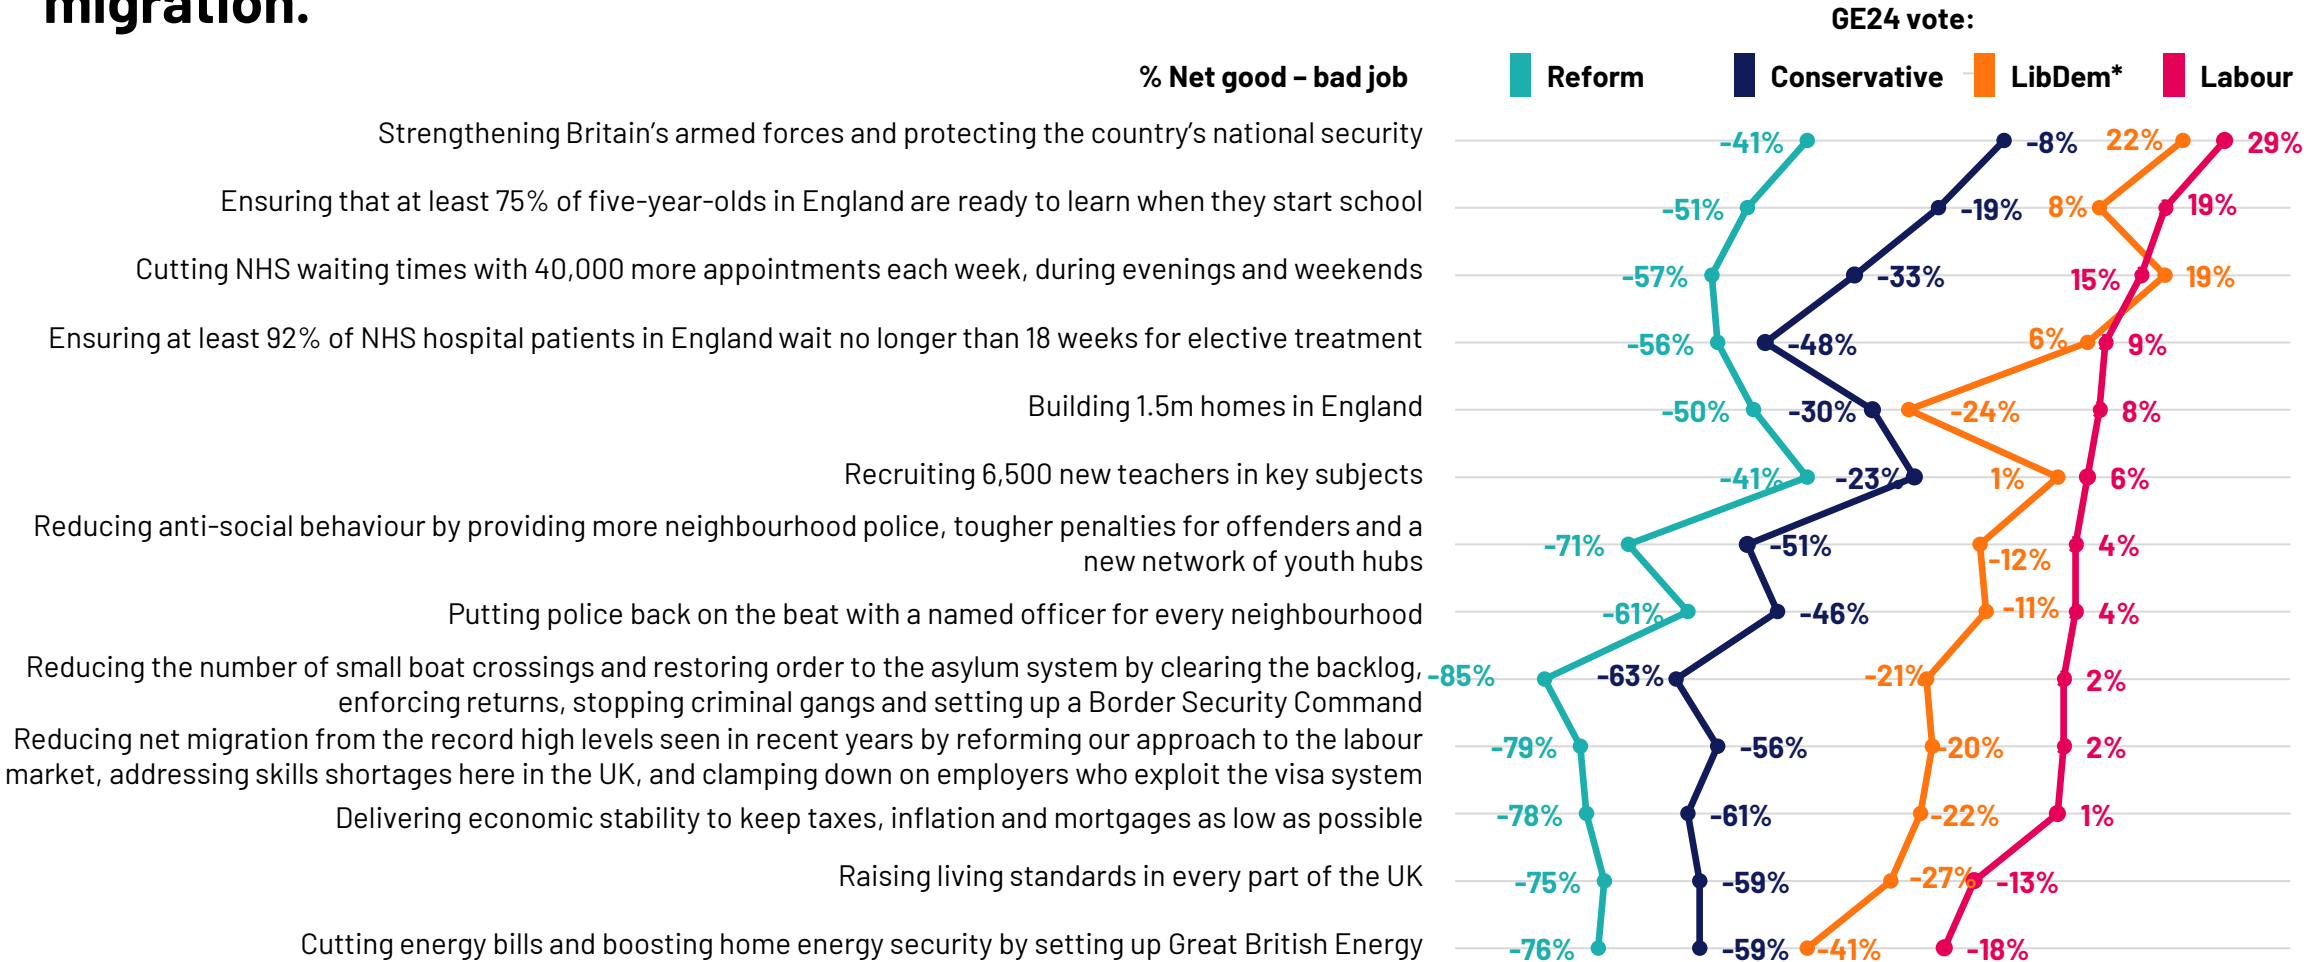 migration.
GE24 vote:
% Net good – bad job Reform Conservative LibDem* Labour
Strengthening Britain's armed forces and protecting the country's national security -41% -8% 22% 29%
Ensuring that at least 75% of five-year-olds in England are ready to learn when they start school -51% -19% 8% 19%
Cutting NHS waiting times with 40,000 more appointments each week, during evenings and weekends -57% -33% 15% 19%
Ensuring at least 92% of NHS hospital patients in England wait no longer than 18 weeks for elective treatment -56% -48% 6% 9%
Building 1.5m homes in England -50% -30% -24% 8%
Recruiting 6,500 new teachers in key subjects -41% -23% 1% 6%
Reducing anti-social behaviour by providing more neighbourhood police, tougher penalties for offenders and a
new network of youth hubs -71% -51% -12% 4%
Putting police back on the beat with a named officer for every neighbourhood -61% -46% -11% 4%
Reducing the number of small boat crossings and restoring order to the asylum system by clearing the backlog, -85% -63% -21% 2%
enforcing returns, stopping criminal gangs and setting up a Border Security Command
Reducing net migration from the record high levels seen in recent years by reforming our approach to the labour -79% -56% -20% 2%
market, addressing skills shortages here in the UK, and clamping down on employers who exploit the visa system
Delivering economic stability to keep taxes, inflation and mortgages as low as possible -78% -61% -22% 1%
Raising living standards in every part of the UK -75% -59% -27% -13%
Cutting energy bills and boosting home energy security by setting up Great British Energy -76% -59% -41% -18%